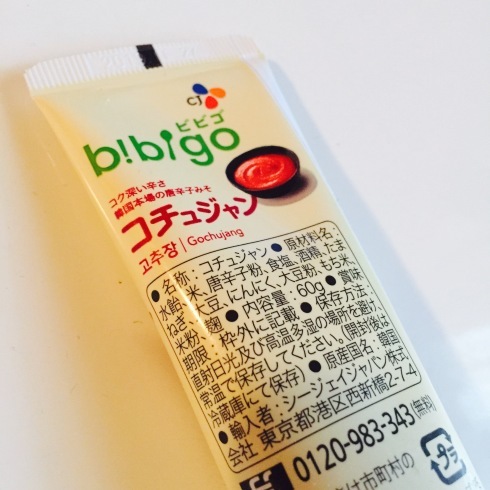 CJ
ビビゴ
bibigo
コク深い辛さ
韓国本場の唐辛子みそ
コチュジャン
고추장 | Gochujang
●名称:コチュジャン●原材料名:
水飴、米、唐辛子粉、食塩、酒精、たま
ねぎ、大豆、にんにく、大豆粉、もち米
米粉、麹●内容量:60g●賞味
期限:枠外に記載●保存方法:
直射日光及び高温多湿の場所を避け
常温で保存してください。(開封後は
冷蔵庫にて保存)●原産国名:韓国
●輸入者:シージェイジャパン株式
会社 東京都港区西新橋2-7-4
0120-983-343(無料)
市町村の
プラ